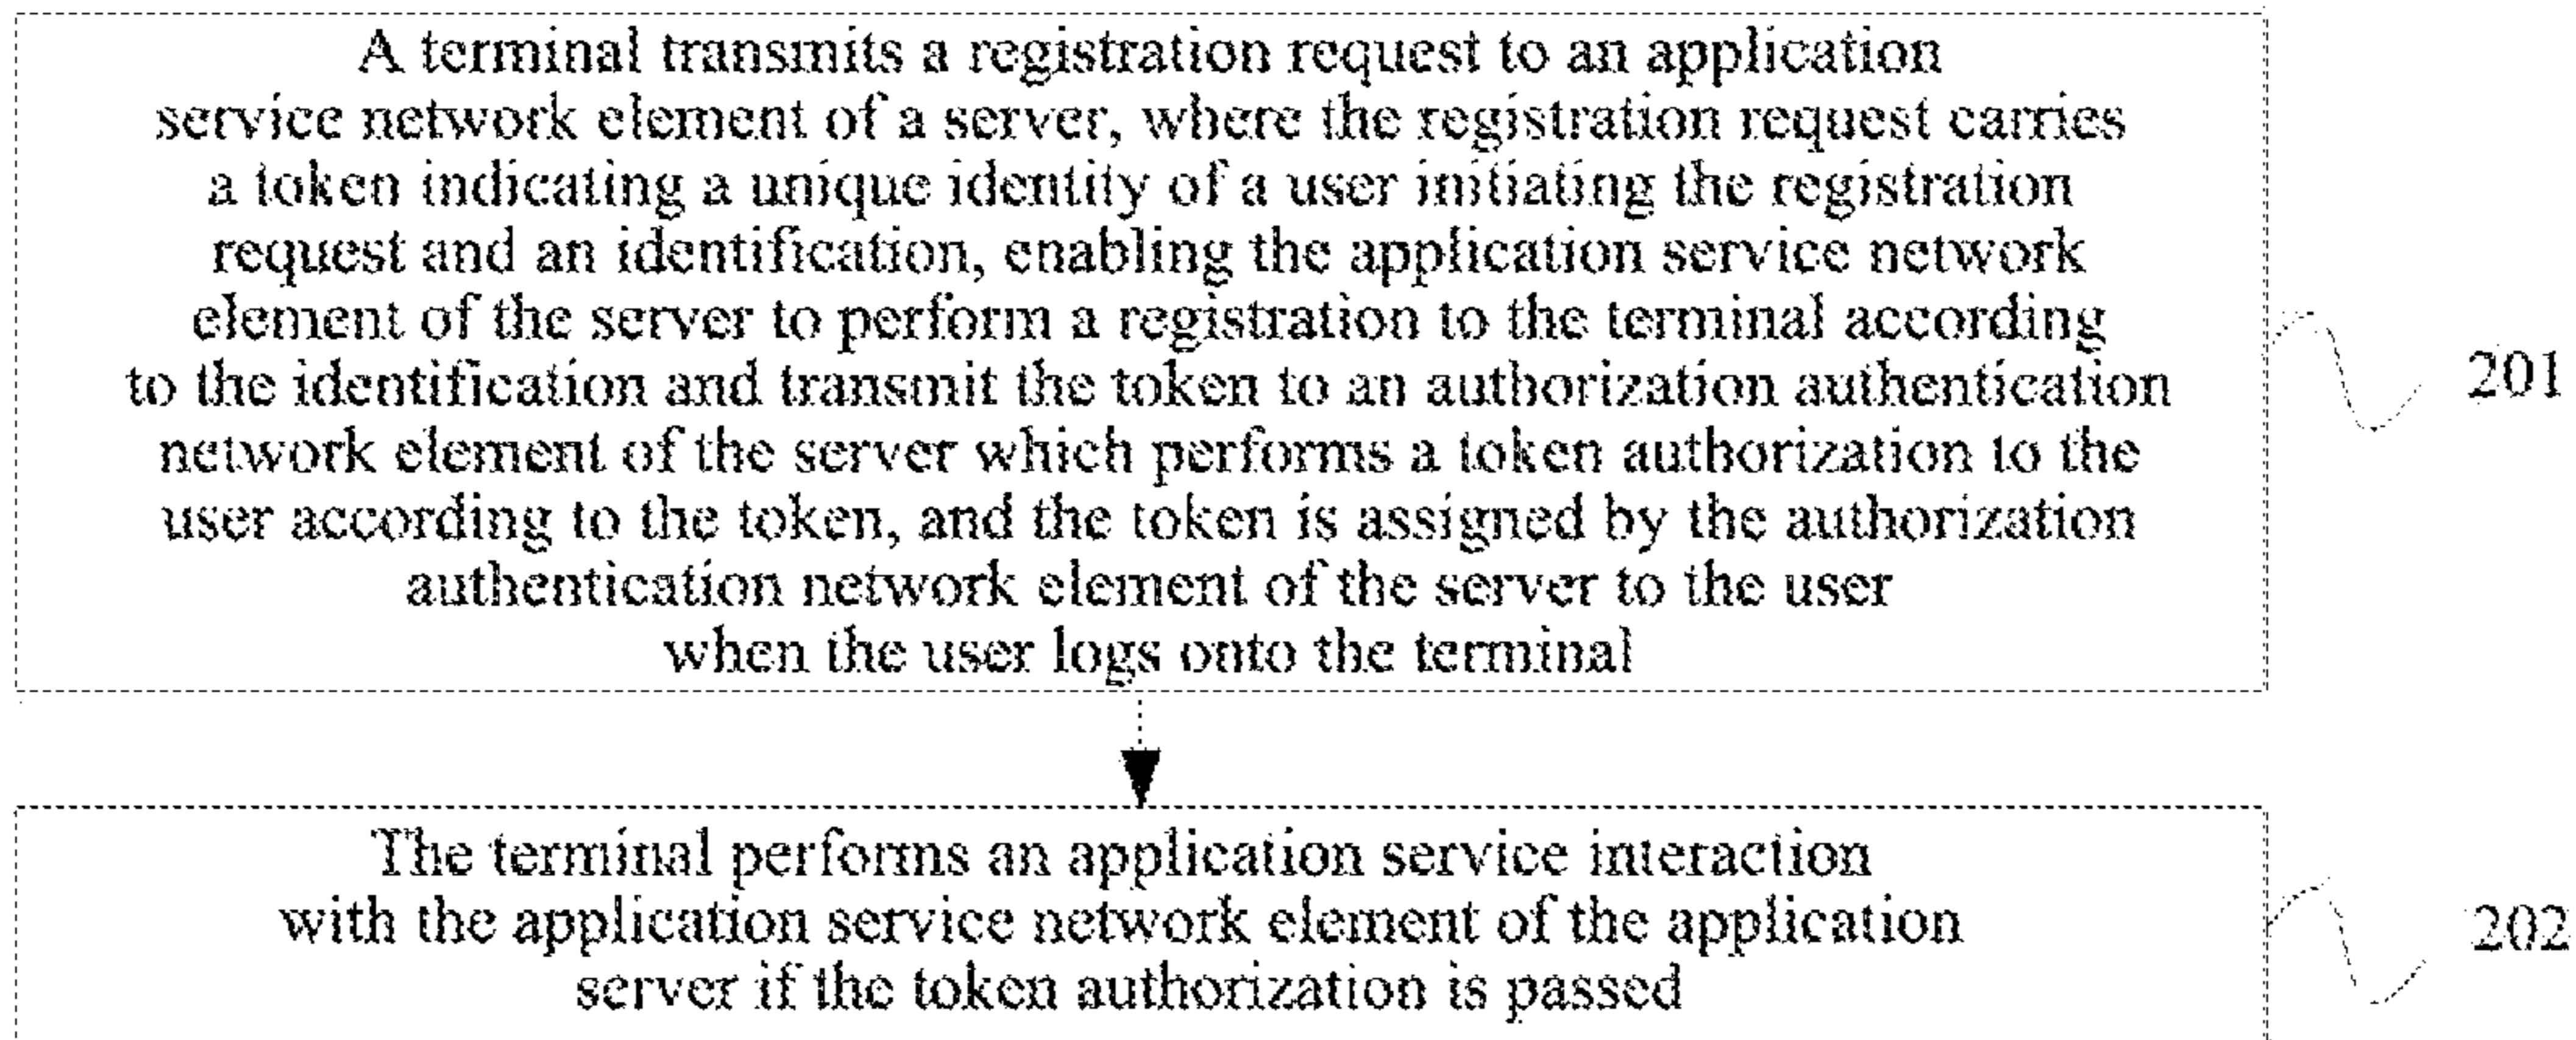 A terminal transmits a registration request to an application
service network element of a server, where the registration request carries
a token indicating a unique identity of a user initiating the registration
request and an identification, enabling the application service network
element of the server to perform a registration to the terminal according
to the identification and transmit the token to an authorization authentication
network element of the server which performs a token authorization to the
user according to the token, and the token is assigned by the authorization
authentication network element of the server to the user
when the user logs onto the terminal
201
The terminal performs an application service interaction
with the application service network element of the application
server if the token authorization is passed
202